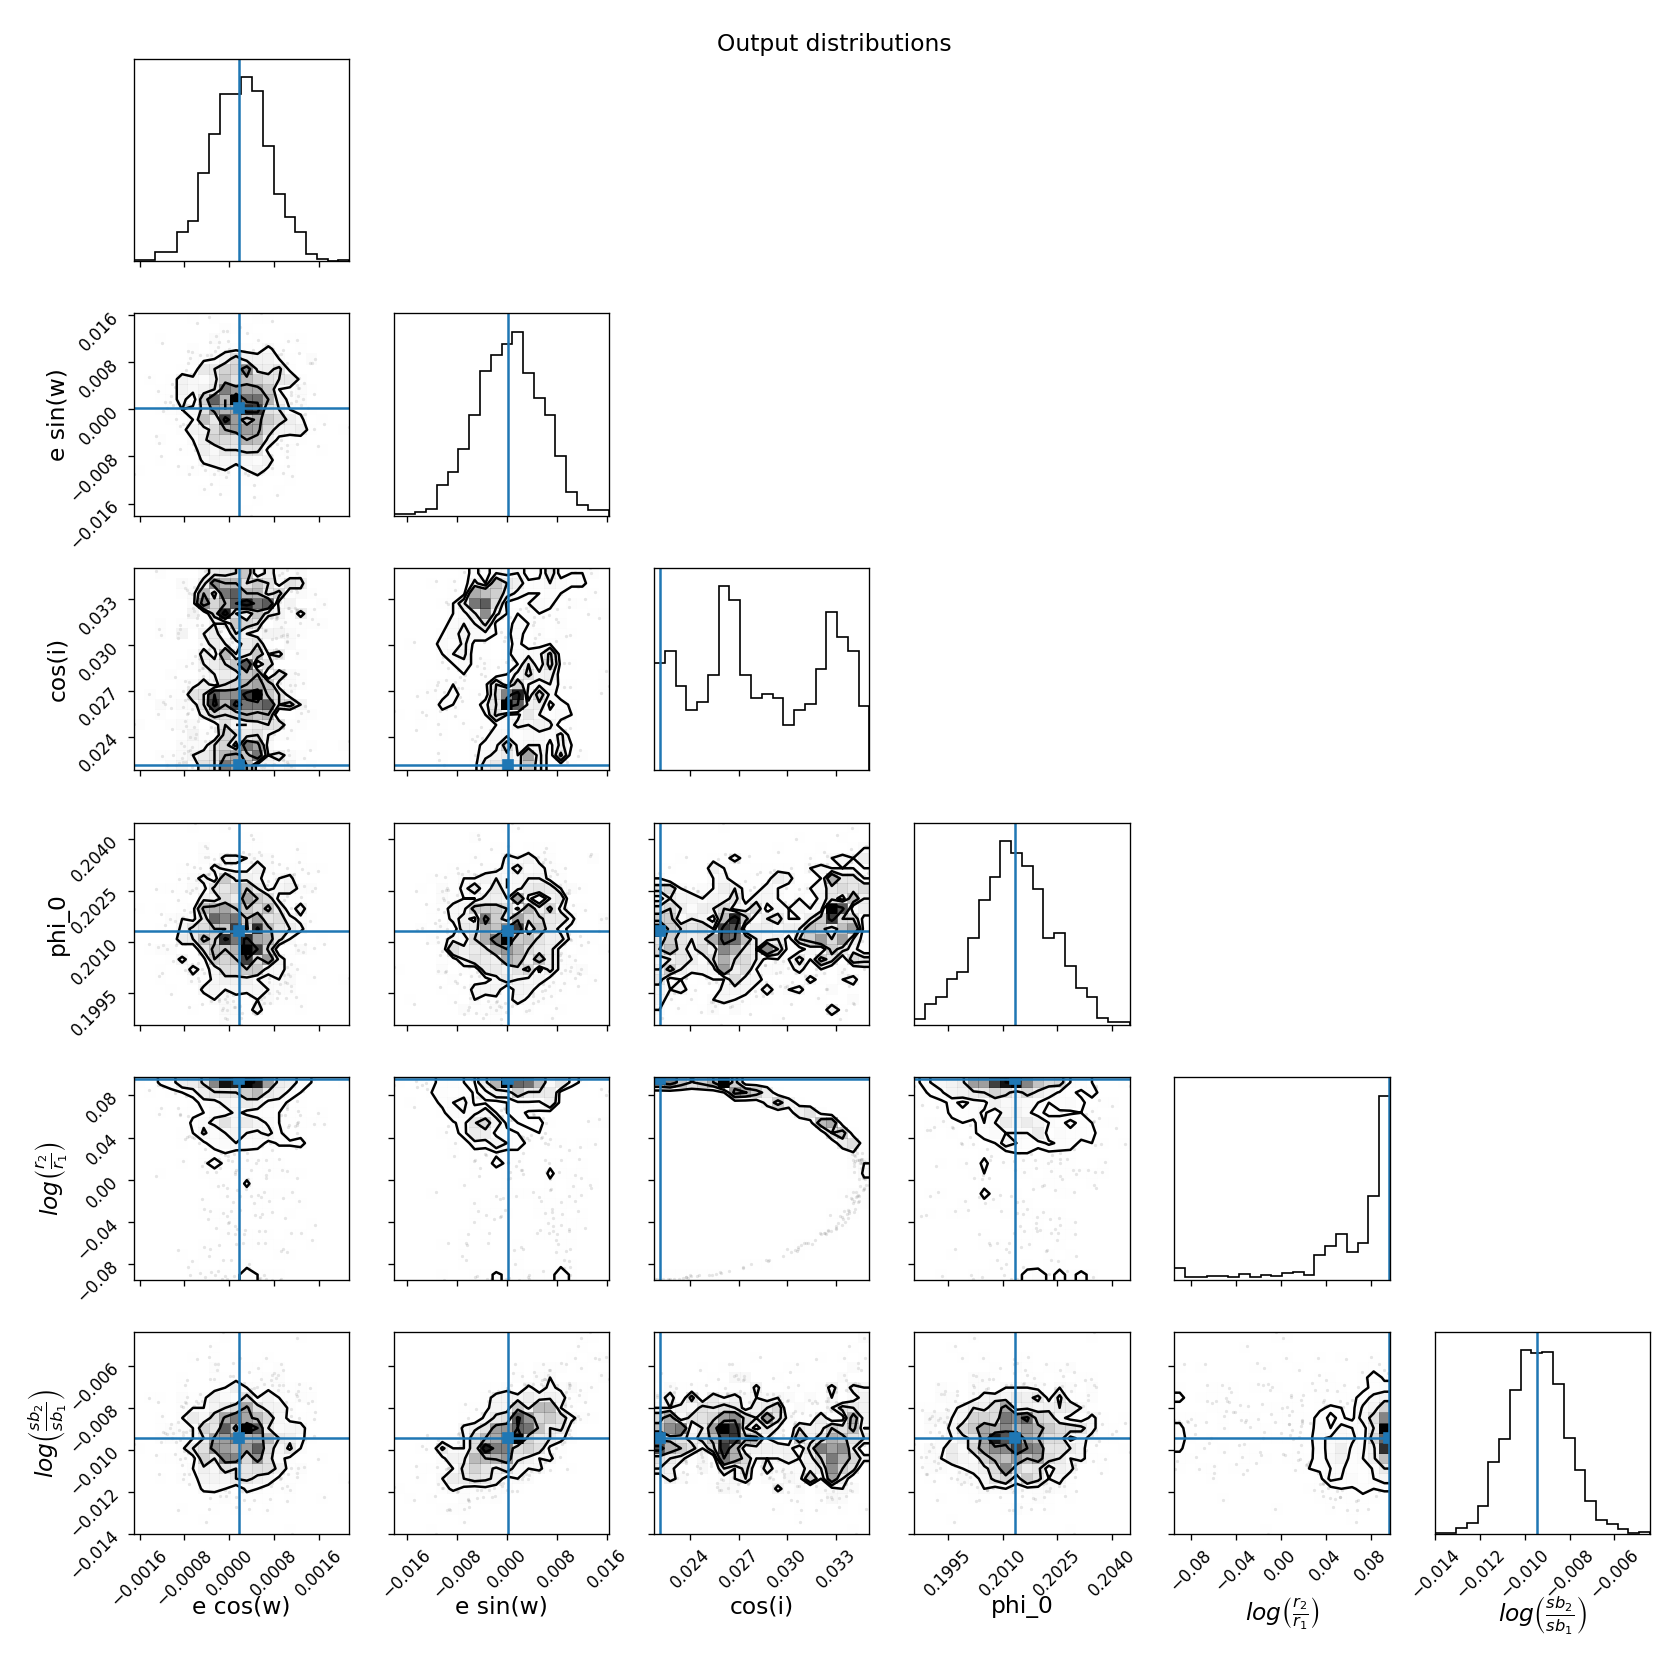 Output distributions
e sin(w)
0.016
0.008
0.000
−0.008
−0.016
cos(i)
0.033
0.030
0.027
0.024
phi_0
0.2040
0.2025
0.2010
0.1995
log(r₂/r₁)
0.08
0.04
0.00
−0.04
−0.08
log(sb₂/sb₁)
−0.006
−0.008
−0.010
−0.012
−0.014
−0.0016 −0.0008 0.0000 0.0008 0.0016
e cos(w)
−0.016 −0.008 0.000 0.008 0.016
e sin(w)
0.024 0.027 0.030 0.033
cos(i)
0.1995 0.2010 0.2025 0.2040
phi_0
−0.08 −0.04 0.00 0.04 0.08
log(r₂/r₁)
−0.014 −0.012 −0.010 −0.008 −0.006
log(sb₂/sb₁)